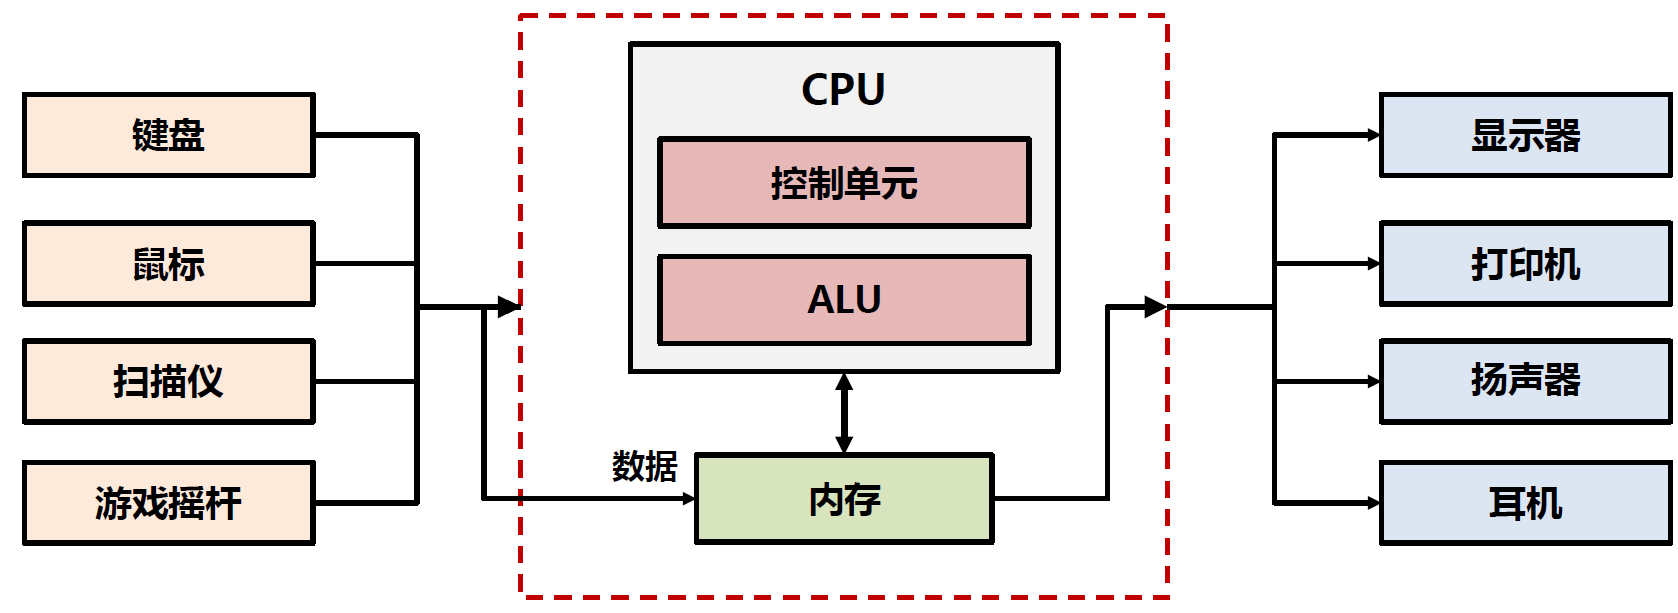 键盘
鼠标
扫描仪
游戏摇杆
CPU
控制单元
ALU
数据
内存
显示器
打印机
扬声器
耳机